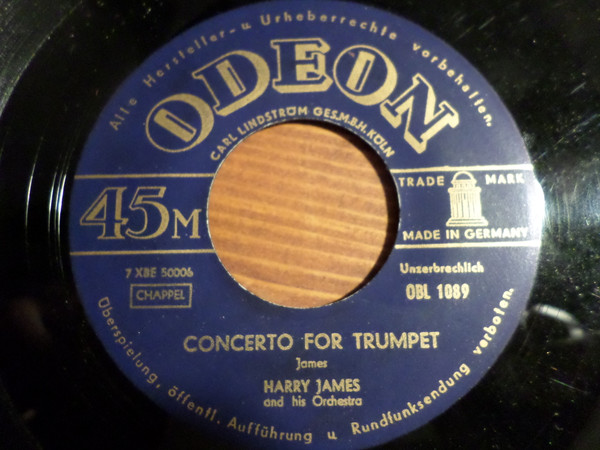 Alle Hersteller- u Urheberrechte vorbehalten.
ODEON
CARL LINDSTRÖM GES.M.B.H. KÖLN
45M
TRADE MARK
MADE IN GERMANY
7 XBE 50006
CHAPPEL
Unzerbrechlich
OBL 1089
CONCERTO FOR TRUMPET
James
HARRY JAMES
and his Orchestra
Überspielung, öffentl. Aufführung u Rundfunksendung verboten.